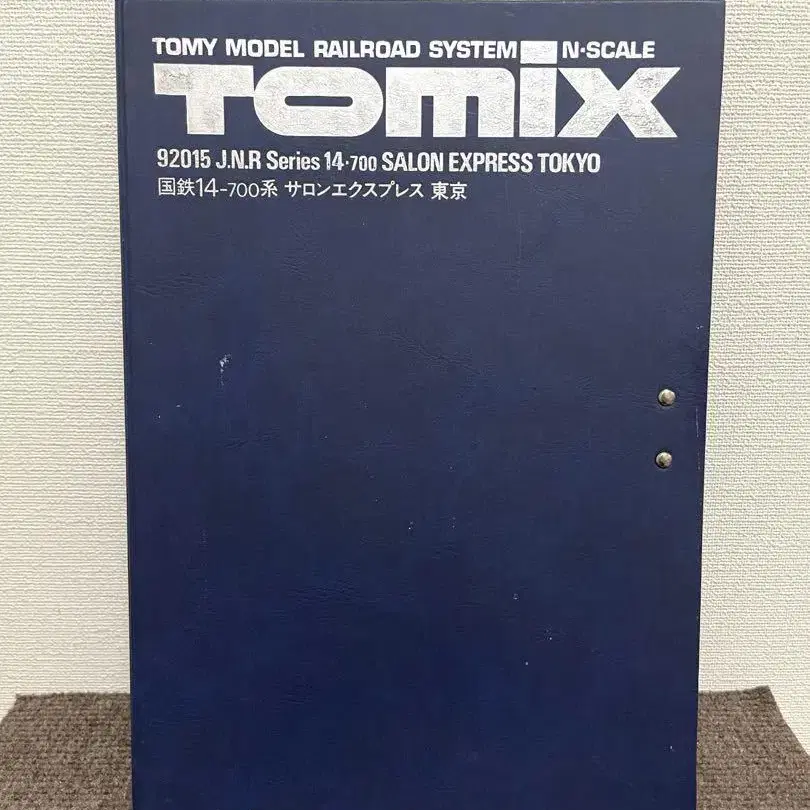 TOMY MODEL RAILROAD SYSTEM N·SCALE
TOMIX
92015 J.N.R Series 14·700 SALON EXPRESS TOKYO
国鉄14-700系 サロンエクスプレス 東京